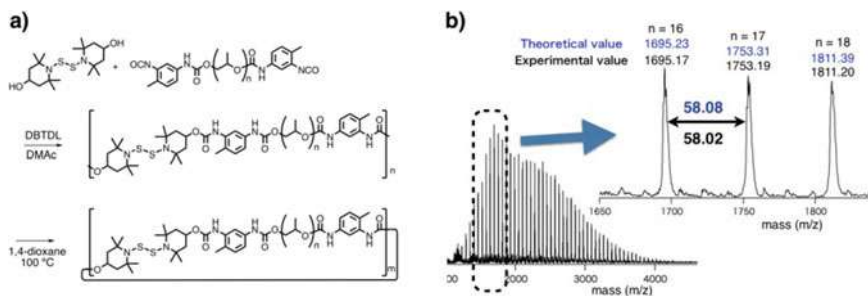 a)
OH
S
N
S
N
HO
+
OCN
H
N
O
O
O
n
O
N
H
NCO
DBTDL
DMAc
O
N
S
S
N
O
O
H
N
H
N
O
O
O
n
O
N
H
H
N
O
n
1,4-dioxane
100 °C
O
N
S
S
N
O
O
H
N
H
N
O
O
O
n
O
N
H
H
N
O
m
b)
n = 16
n = 17
n = 18
Theoretical value
1695.23
1753.31
1811.39
Experimental value
1695.17
1753.19
1811.20
58.08
58.02
1650
1700
1750
1800
mass (m/z)
00
2000
3000
4000
mass (m/z)